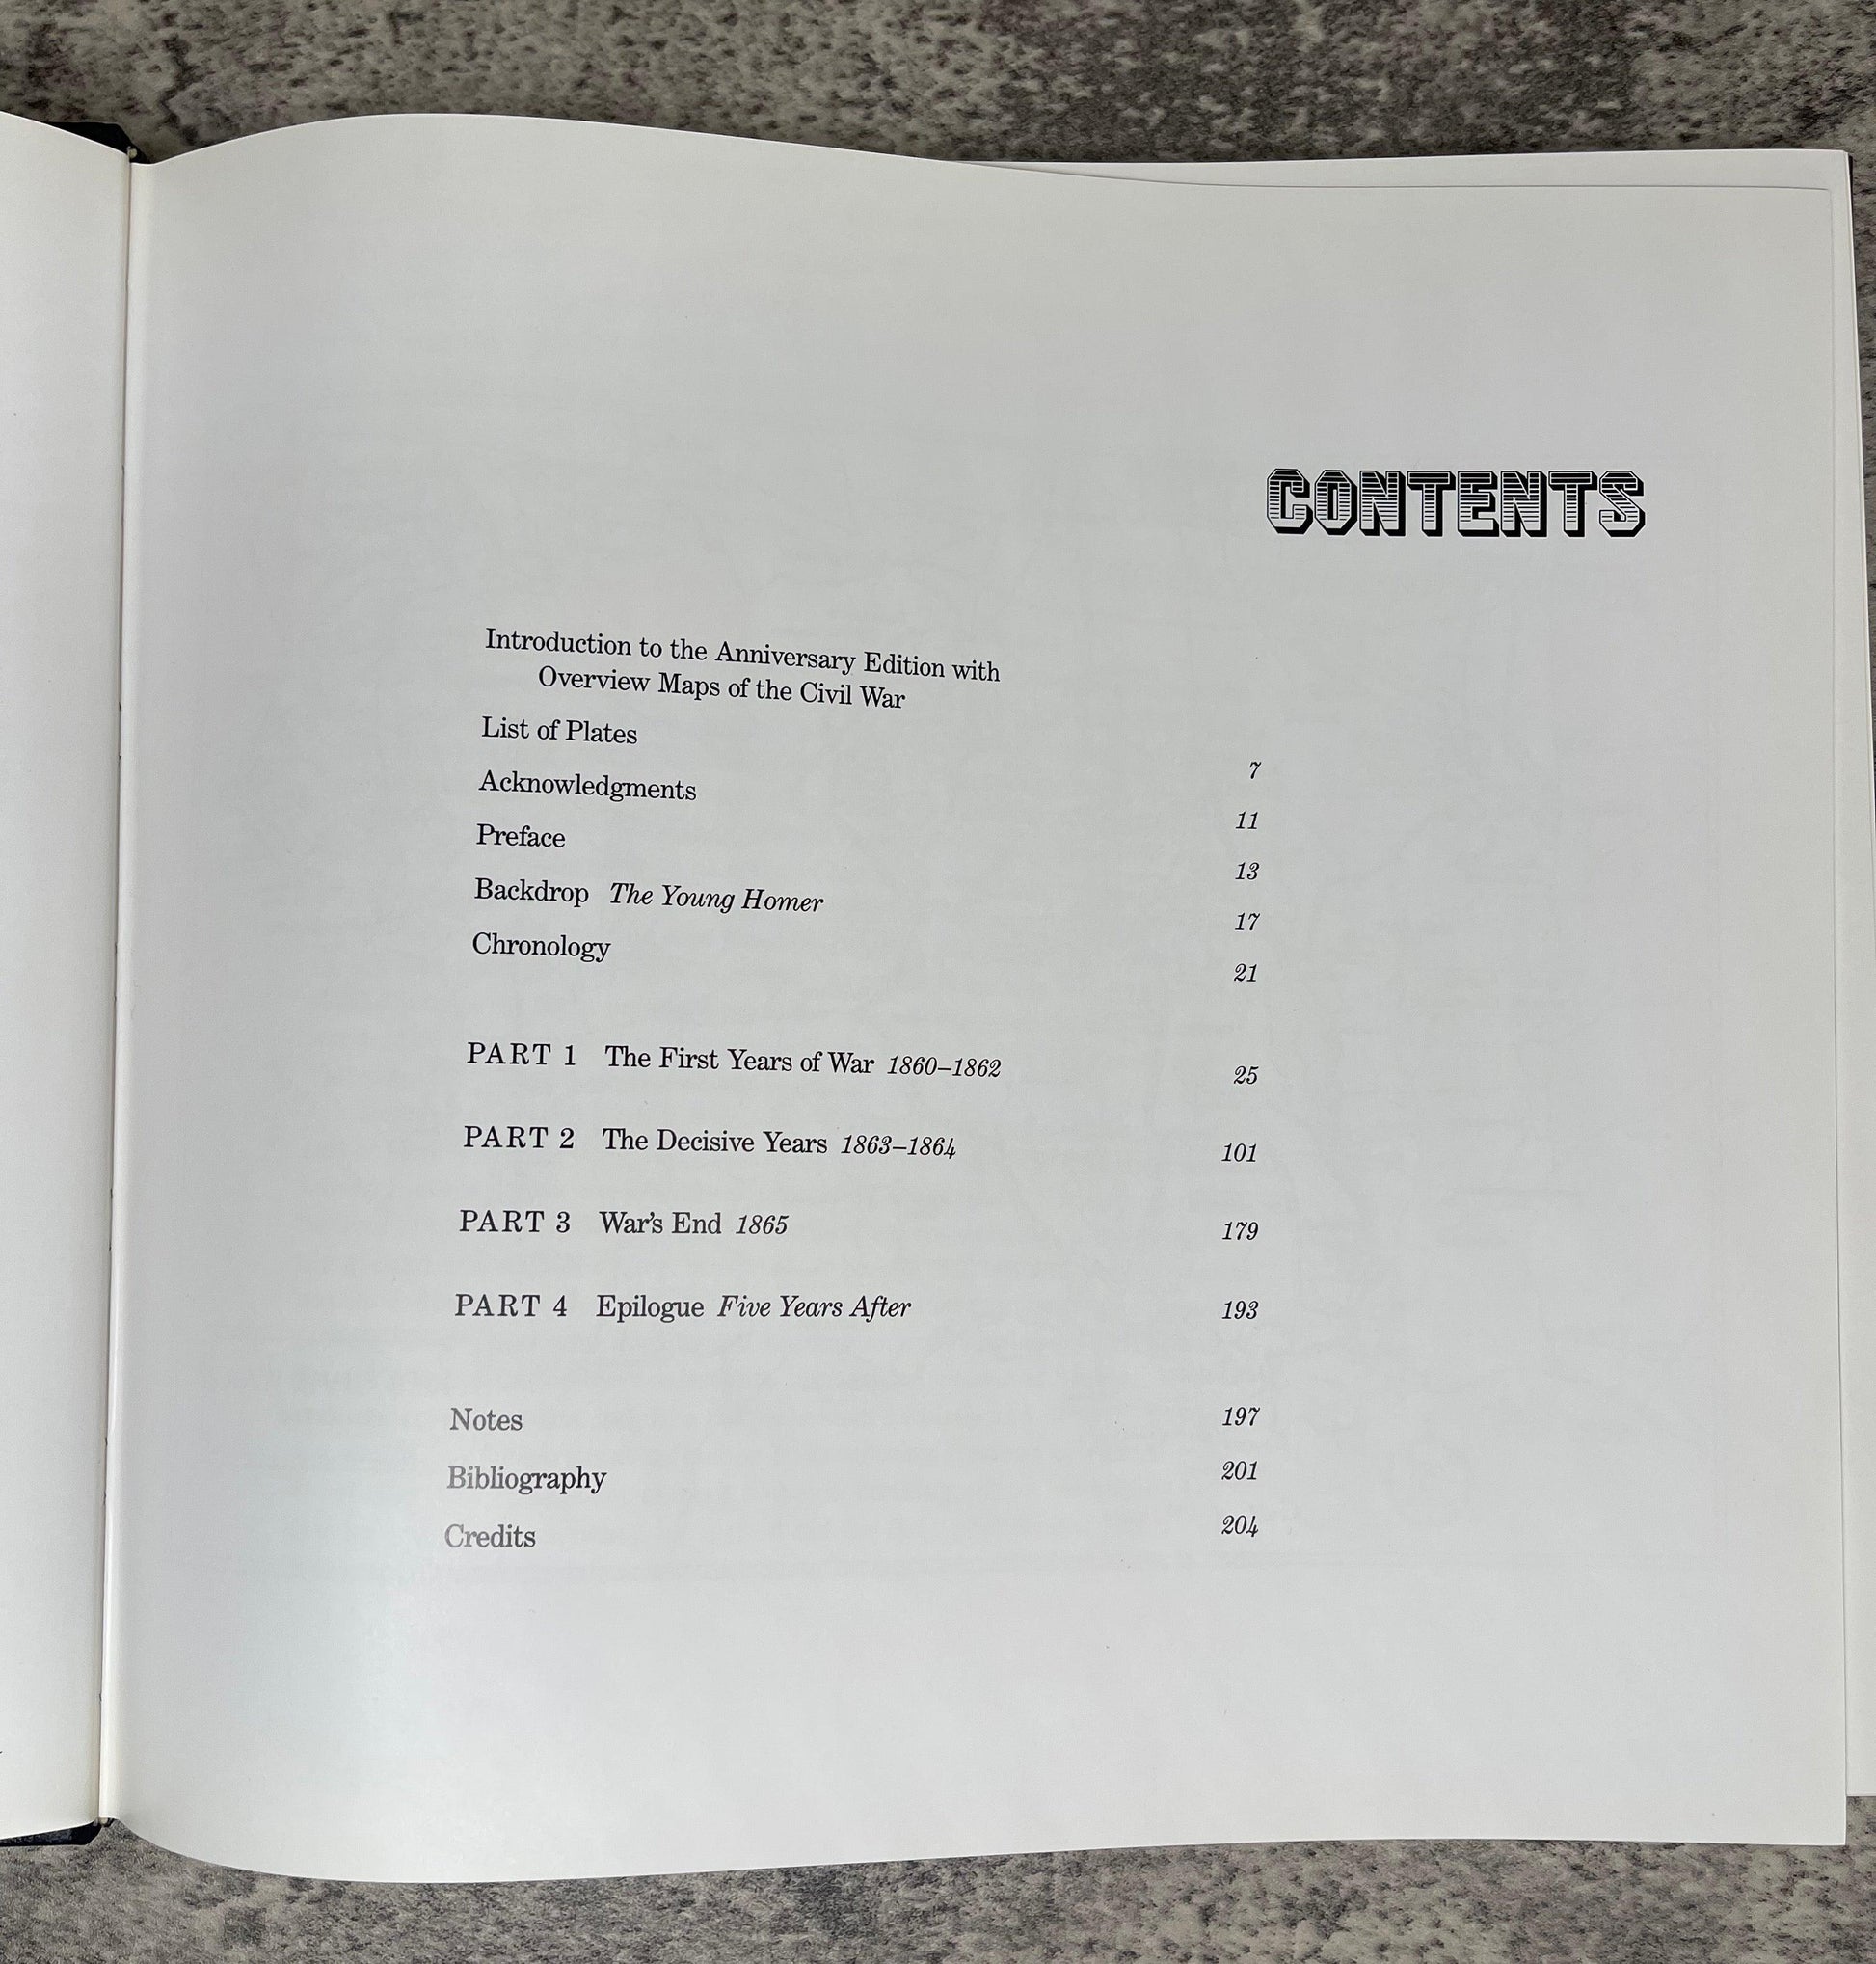 CONTENTS
Introduction to the Anniversary Edition with
Overview Maps of the Civil War
List of Plates 7
Acknowledgments 11
Preface 13
Backdrop The Young Homer 17
Chronology 21
PART 1 The First Years of War 1860–1862 25
PART 2 The Decisive Years 1863–1864 101
PART 3 War's End 1865 179
PART 4 Epilogue Five Years After 193
Notes 197
Bibliography 201
Credits 204